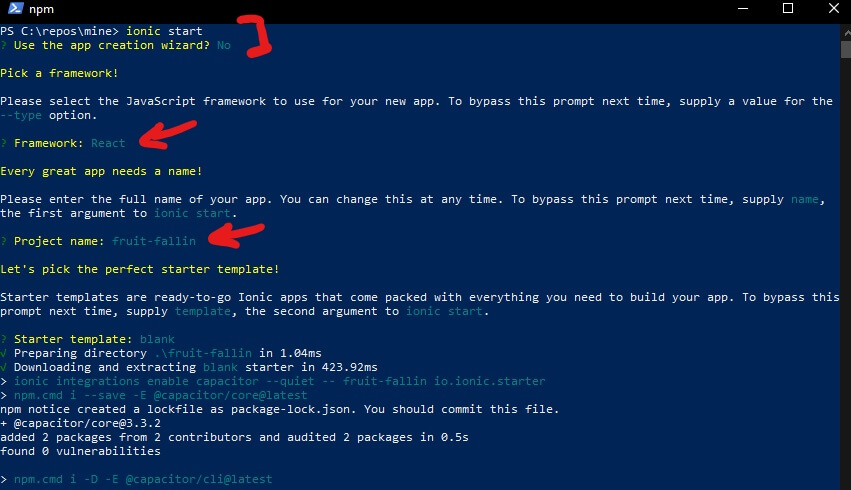 npm
PS C:\repos\mine> ionic start
? Use the app creation wizard? No
Pick a framework!
Please select the JavaScript framework to use for your new app. To bypass this prompt next time, supply a value for the
--type option.
? Framework: React
Every great app needs a name!
Please enter the full name of your app. You can change this at any time. To bypass this prompt next time, supply name,
the first argument to ionic start.
? Project name: fruit-fallin
Let's pick the perfect starter template!
Starter templates are ready-to-go Ionic apps that come packed with everything you need to build your app. To bypass this
prompt next time, supply template, the second argument to ionic start.
? Starter template: blank
√ Preparing directory .\fruit-fallin in 1.04ms
√ Downloading and extracting blank starter in 423.92ms
> ionic integrations enable capacitor --quiet -- fruit-fallin io.ionic.starter
> npm.cmd i --save -E @capacitor/core@latest
npm notice created a lockfile as package-lock.json. You should commit this file.
+ @capacitor/core@3.3.2
added 2 packages from 2 contributors and audited 2 packages in 0.5s
found 0 vulnerabilities
> npm.cmd i -D -E @capacitor/cli@latest